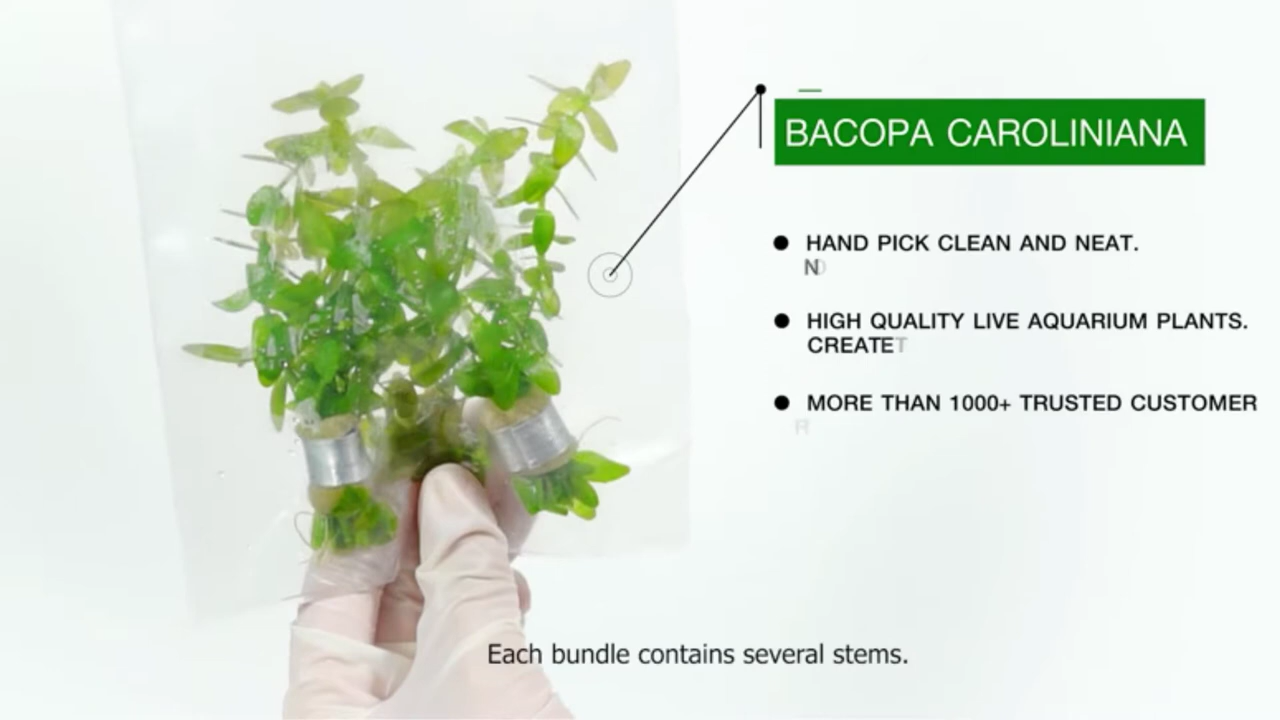 BACOPA CAROLINIANA
HAND PICK CLEAN AND NEAT.
HIGH QUALITY LIVE AQUARIUM PLANTS.
CREATET
MORE THAN 1000+ TRUSTED CUSTOMER
Each bundle contains several stems.